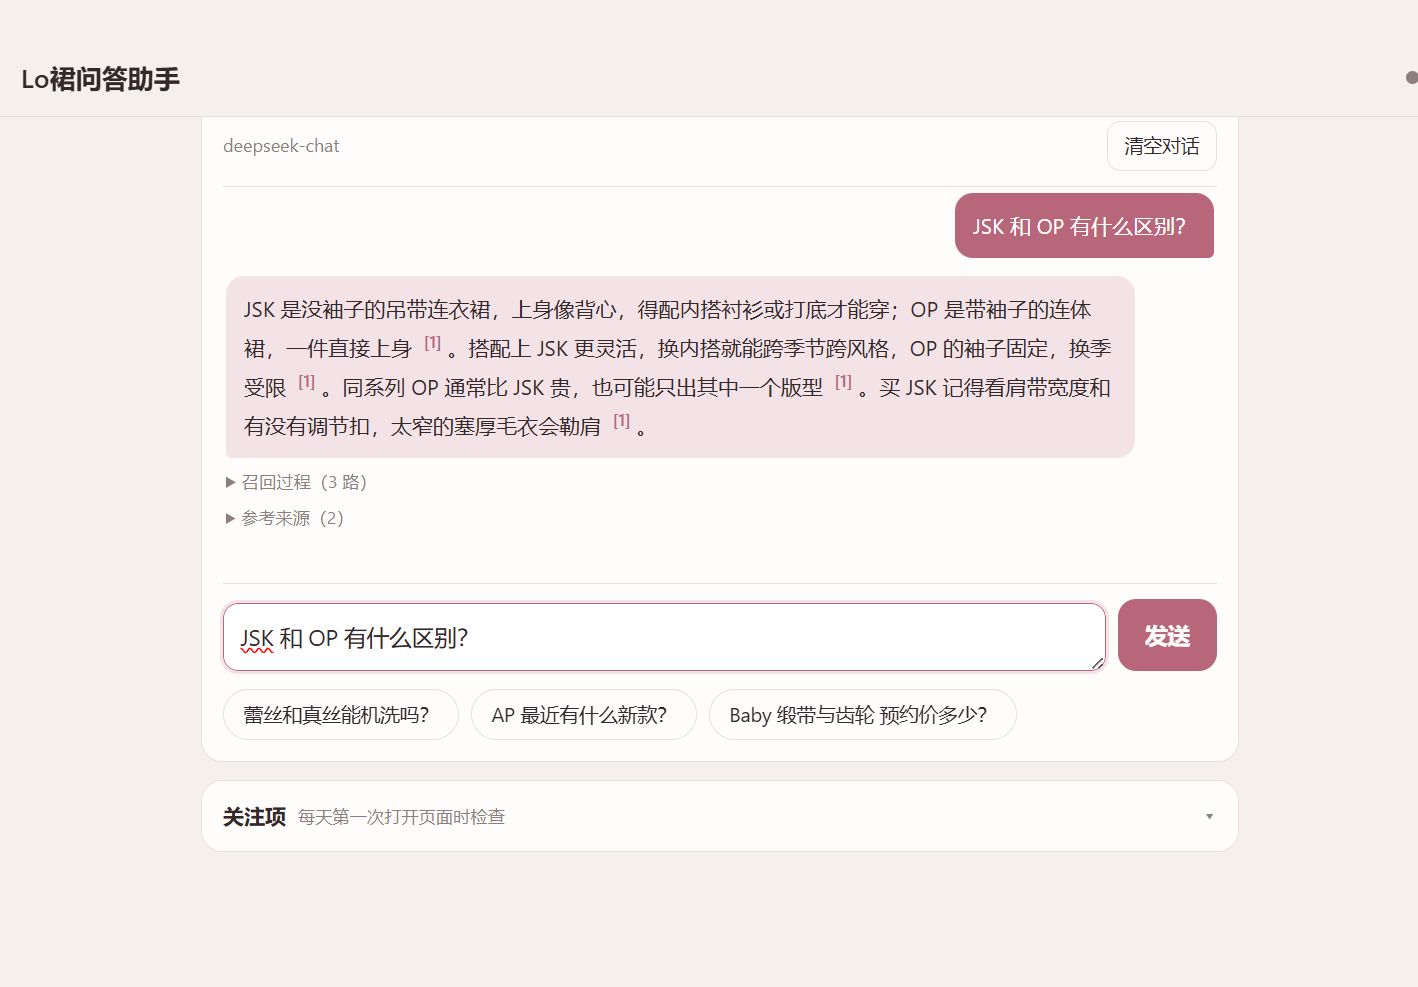 Lo裙问答助手
deepseek-chat
清空对话
JSK 和 OP 有什么区别？
JSK 是没袖子的吊带连衣裙，上身像背心，得配内搭衬衫或打底才能穿；OP 是带袖子的连体
裙，一件直接上身 [1] 。搭配上 JSK 更灵活，换内搭就能跨季节跨风格，OP 的袖子固定，换季
受限 [1] 。同系列 OP 通常比 JSK 贵，也可能只出其中一个版型 [1] 。买 JSK 记得看肩带宽度和
有没有调节扣，太窄的塞厚毛衣会勒肩 [1] 。
召回过程（3 路）
参考来源（2）
JSK 和 OP 有什么区别？
发送
蕾丝和真丝能机洗吗？
AP 最近有什么新款？
Baby 缎带与齿轮 预约价多少？
关注项 每天第一次打开页面时检查